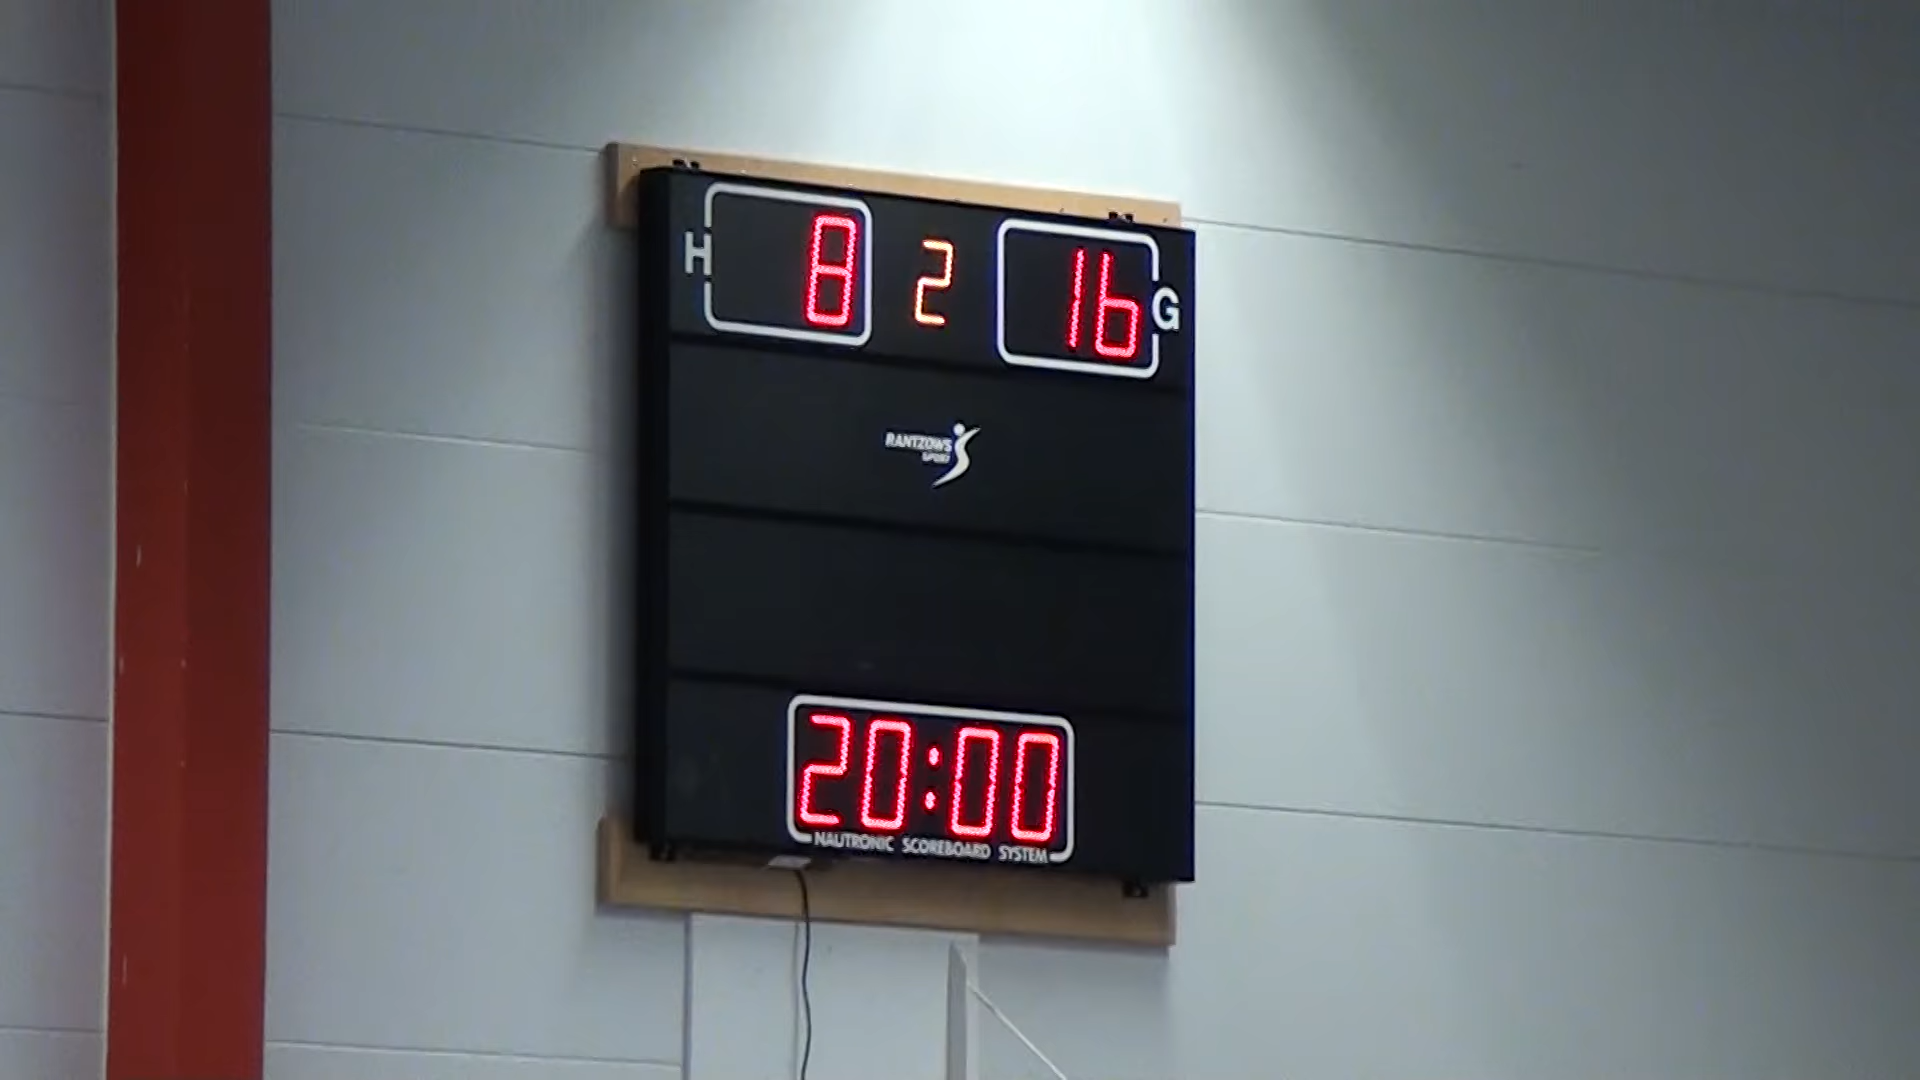 H 8 2 16 G
RANTZOWS
SPORT
20:00
NAUTRONIC SCOREBOARD SYSTEM